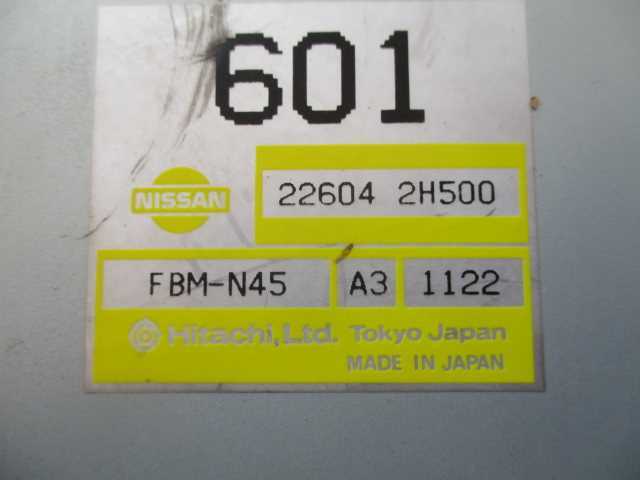 601
NISSAN
22604 2H500
FBM-N45 A3 1122
Hitachi,Ltd. Tokyo Japan
MADE IN JAPAN